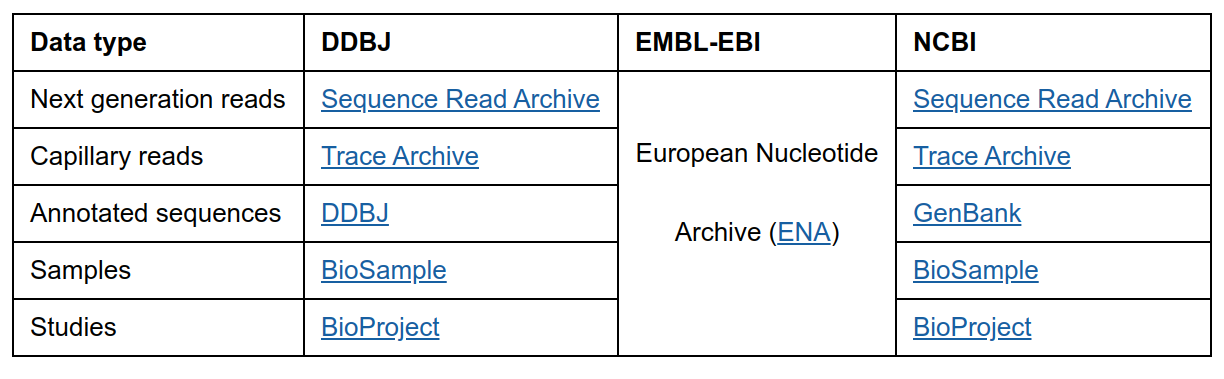 Data type DDBJ EMBL-EBI NCBI
Next generation reads Sequence Read Archive Sequence Read Archive
European Nucleotide
Capillary reads Trace Archive Trace Archive
Annotated sequences DDBJ GenBank
Archive (ENA)
Samples BioSample BioSample
Studies BioProject BioProject